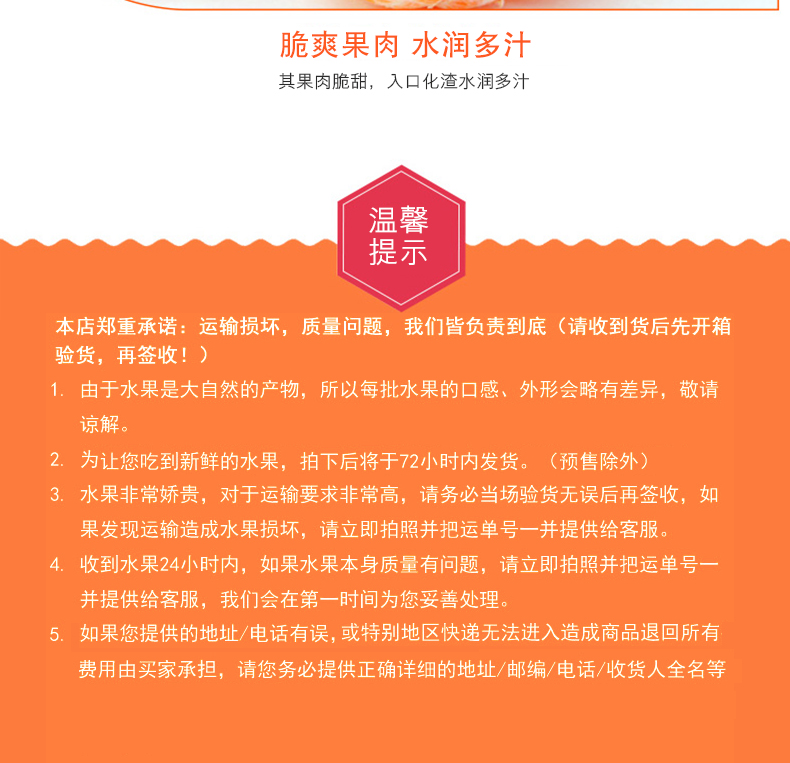 脆爽果肉 水润多汁
其果肉脆甜，入口化渣水润多汁
温馨
提示
本店郑重承诺：运输损坏，质量问题，我们皆负责到底（请收到货后先开箱
验货，再签收！）
1. 由于水果是大自然的产物，所以每批水果的口感、外形会略有差异，敬请
谅解。
2. 为让您吃到新鲜的水果，拍下后将于72小时内发货。（预售除外）
3. 水果非常娇贵，对于运输要求非常高，请务必当场验货无误后再签收，如
果发现运输造成水果损坏，请立即拍照并把运单号一并提供给客服。
4. 收到水果24小时内，如果水果本身质量有问题，请立即拍照并把运单号一
并提供给客服，我们会在第一时间为您妥善处理。
5. 如果您提供的地址/电话有误，或特别地区快递无法进入造成商品退回所有
费用由买家承担，请您务必提供正确详细的地址/邮编/电话/收货人全名等